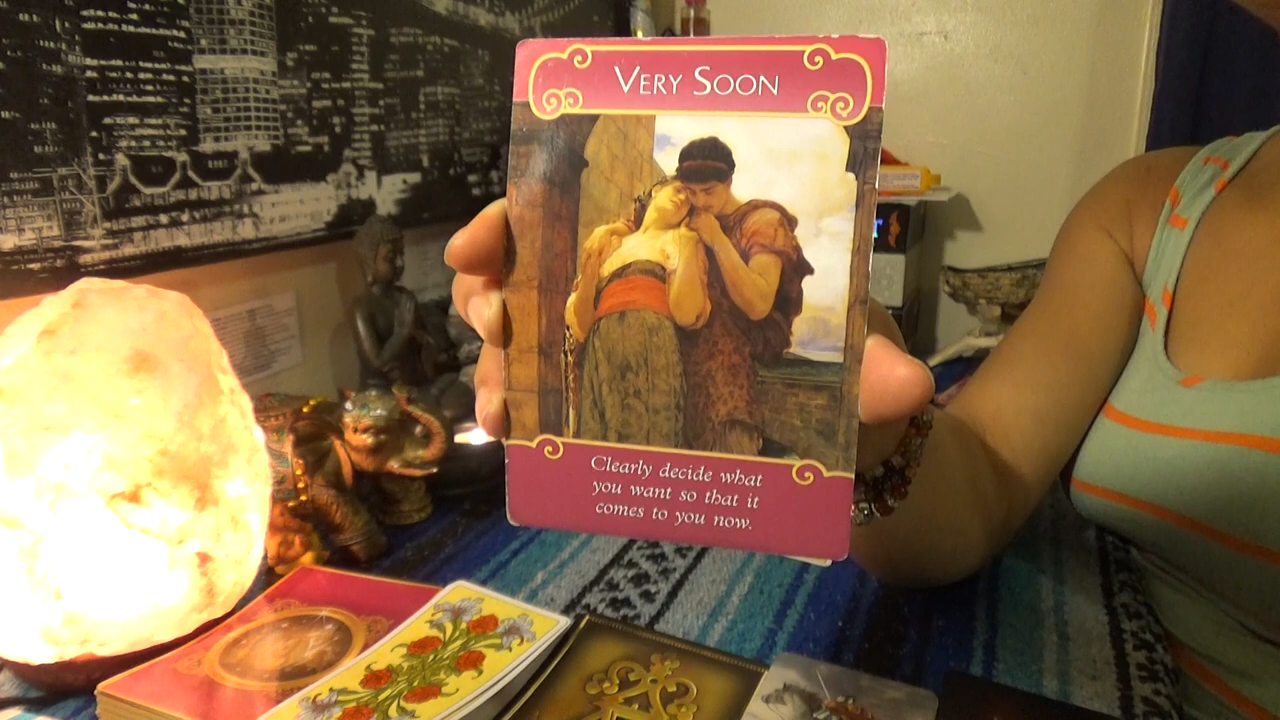 VERY SOON
Clearly decide what
you want so that it
comes to you now.